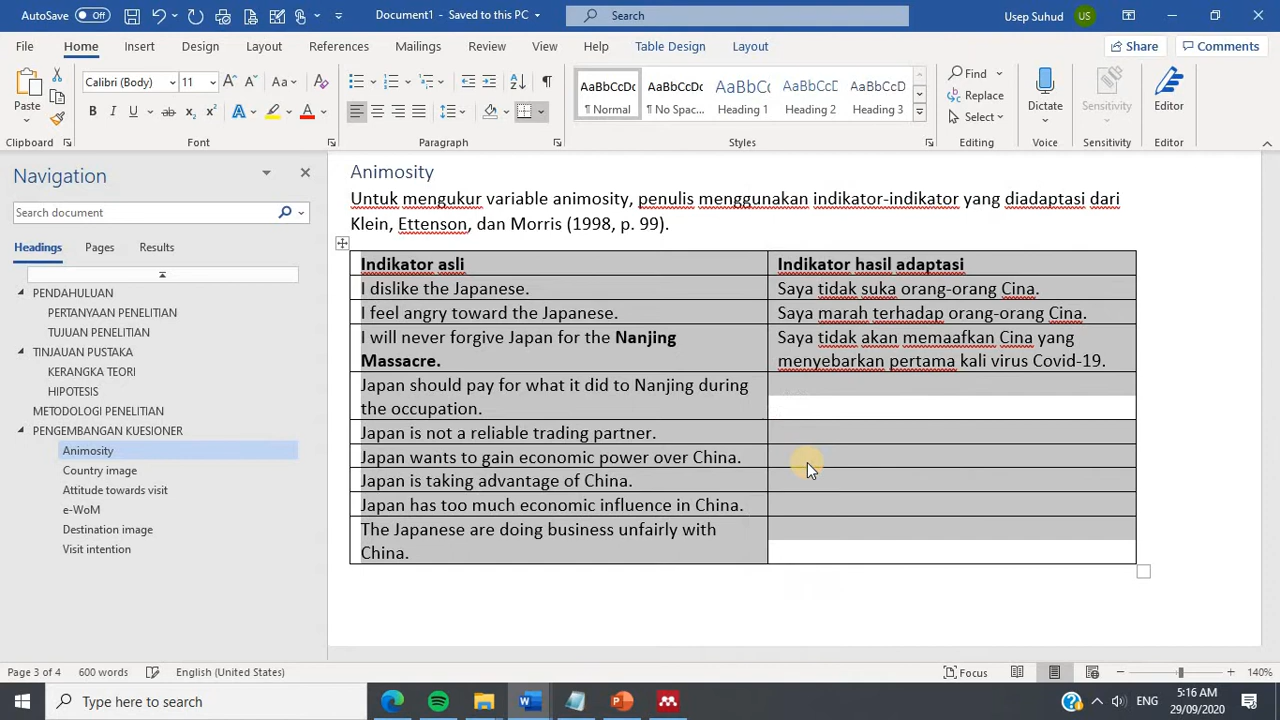 AutoSave Off Document1 - Saved to this PC Search Usep Suhud US
File Home Insert Design Layout References Mailings Review View Help Table Design Layout Share Comments
Paste Calibri (Body) 11 AaBbCcDc AaBbCcDc AaBbCc AaBbCcC AaBbCcD Find
B I U ¶ Normal ¶ No Spac... Heading 1 Heading 2 Heading 3 Replace Dictate Sensitivity Editor
Select
Clipboard Font Paragraph Styles Editing Voice Sensitivity Editor
Navigation
Search document
Headings Pages Results
PENDAHULUAN
PERTANYAAN PENELITIAN
TUJUAN PENELITIAN
TINJAUAN PUSTAKA
KERANGKA TEORI
HIPOTESIS
METODOLOGI PENELITIAN
PENGEMBANGAN KUESIONER
Animosity
Country image
Attitude towards visit
e-WoM
Destination image
Visit intention
Animosity
Untuk mengukur variable animosity, penulis menggunakan indikator-indikator yang diadaptasi dari
Klein, Ettenson, dan Morris (1998, p. 99).
Indikator asli Indikator hasil adaptasi
I dislike the Japanese. Saya tidak suka orang-orang Cina.
I feel angry toward the Japanese. Saya marah terhadap orang-orang Cina.
I will never forgive Japan for the Nanjing Saya tidak akan memaafkan Cina yang
Massacre. menyebarkan pertama kali virus Covid-19.
Japan should pay for what it did to Nanjing during
the occupation.
Japan is not a reliable trading partner.
Japan wants to gain economic power over China.
Japan is taking advantage of China.
Japan has too much economic influence in China.
The Japanese are doing business unfairly with
China.
Page 3 of 4 600 words English (United States) Focus 140%
Type here to search ENG 5:16 AM
29/09/2020